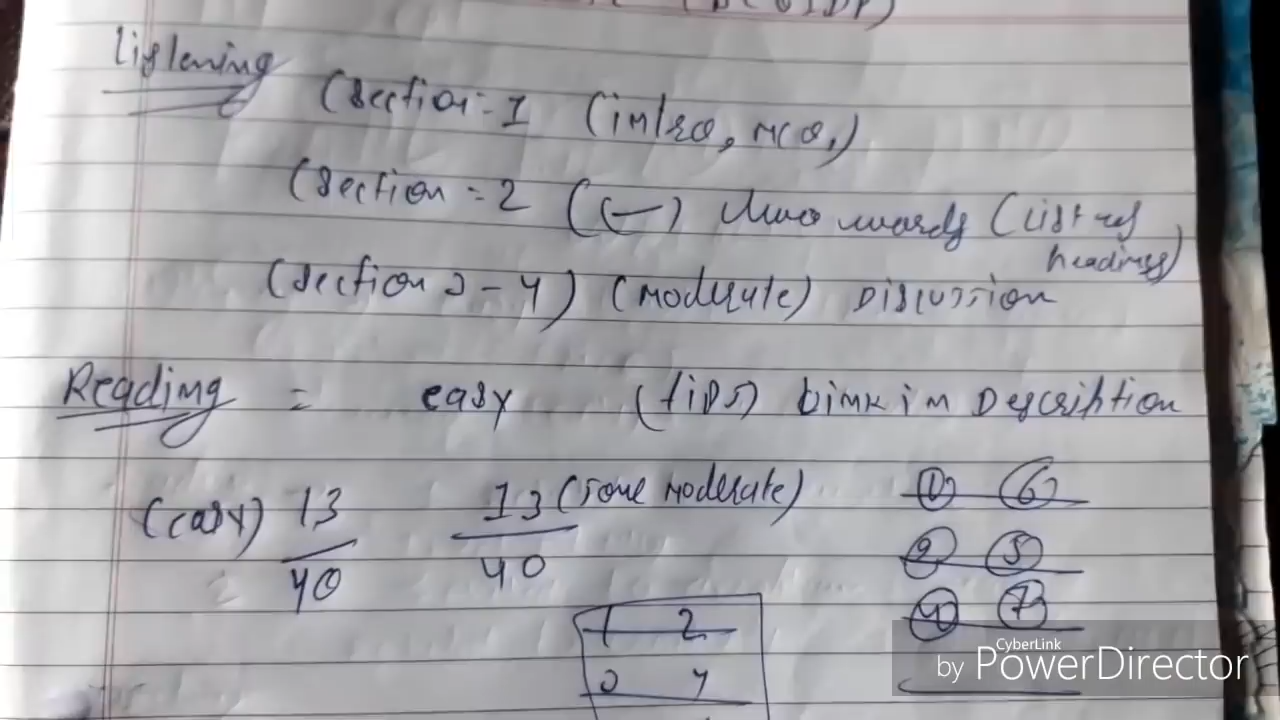 Listening
(Section-1 (intro, MCQ,)
(Section-2 ((—) two words (List of headings)
(Section 3-4) (moderate) Discussion
Reading = easy (tips) Link in Description
(easy) 13/40 13/40 (some moderate)
① ⑥
② ⑤
④ ⑦
1 2
3 4
CyberLink
by PowerDirector